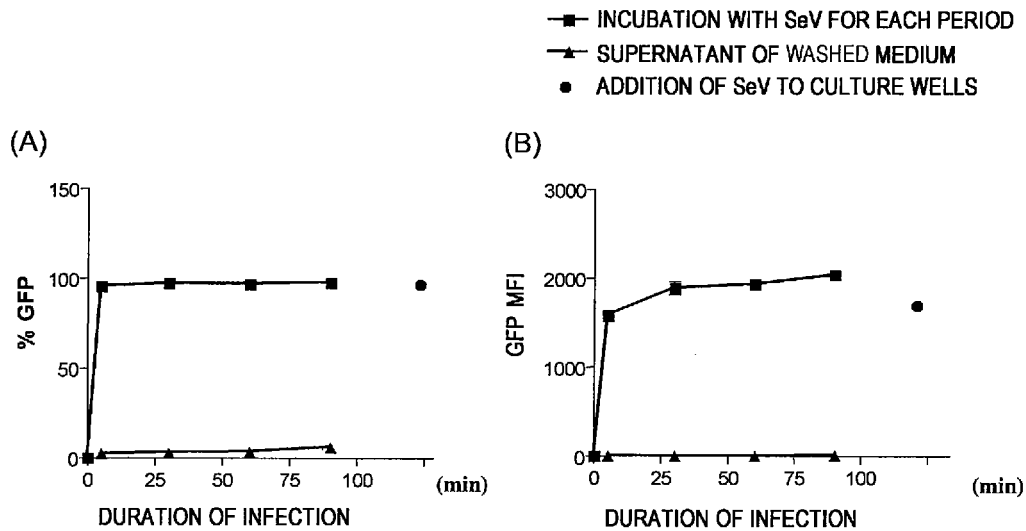 INCUBATION WITH SeV FOR EACH PERIOD
SUPERNATANT OF WASHED MEDIUM
ADDITION OF SeV TO CULTURE WELLS
(A)
% GFP
150
100
50
0
0 25 50 75 100 (min)
DURATION OF INFECTION
(B)
GFP MFI
3000
2000
1000
0
0 25 50 75 100 (min)
DURATION OF INFECTION